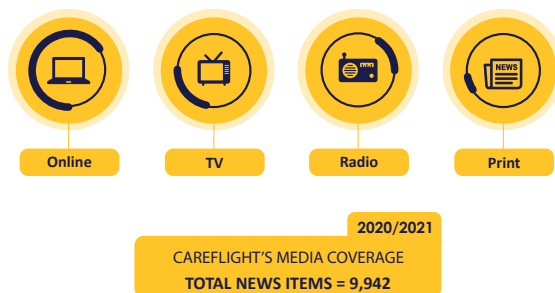 NEWS
Online
TV
Radio
Print
2020/2021
CAREFLIGHT'S MEDIA COVERAGE
TOTAL NEWS ITEMS = 9,942